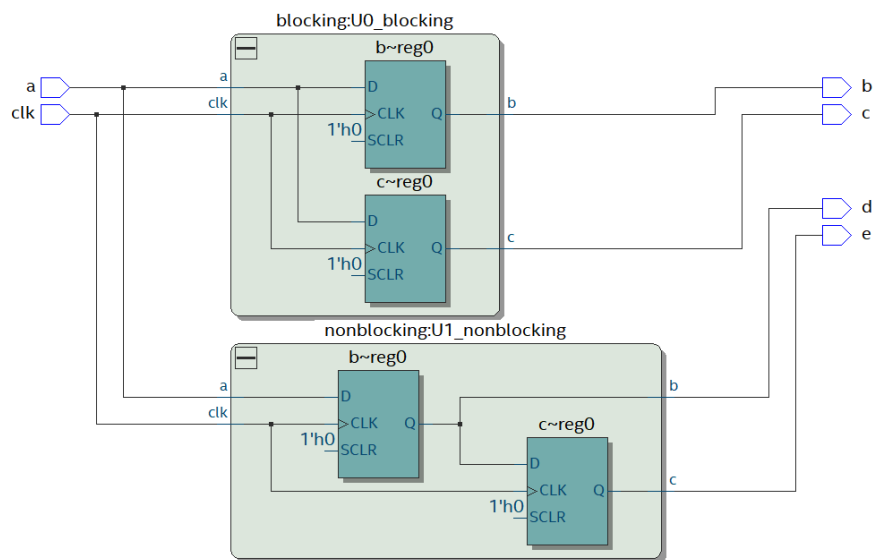 blocking:U0_blocking
b~reg0
a
a
D
b
clk
clk
CLK
Q
b
c
1'h0
SCLR
c~reg0
D
d
CLK
Q
c
e
1'h0
SCLR
nonblocking:U1_nonblocking
b~reg0
a
D
b
clk
CLK
Q
c~reg0
1'h0
SCLR
D
CLK
Q
c
1'h0
SCLR